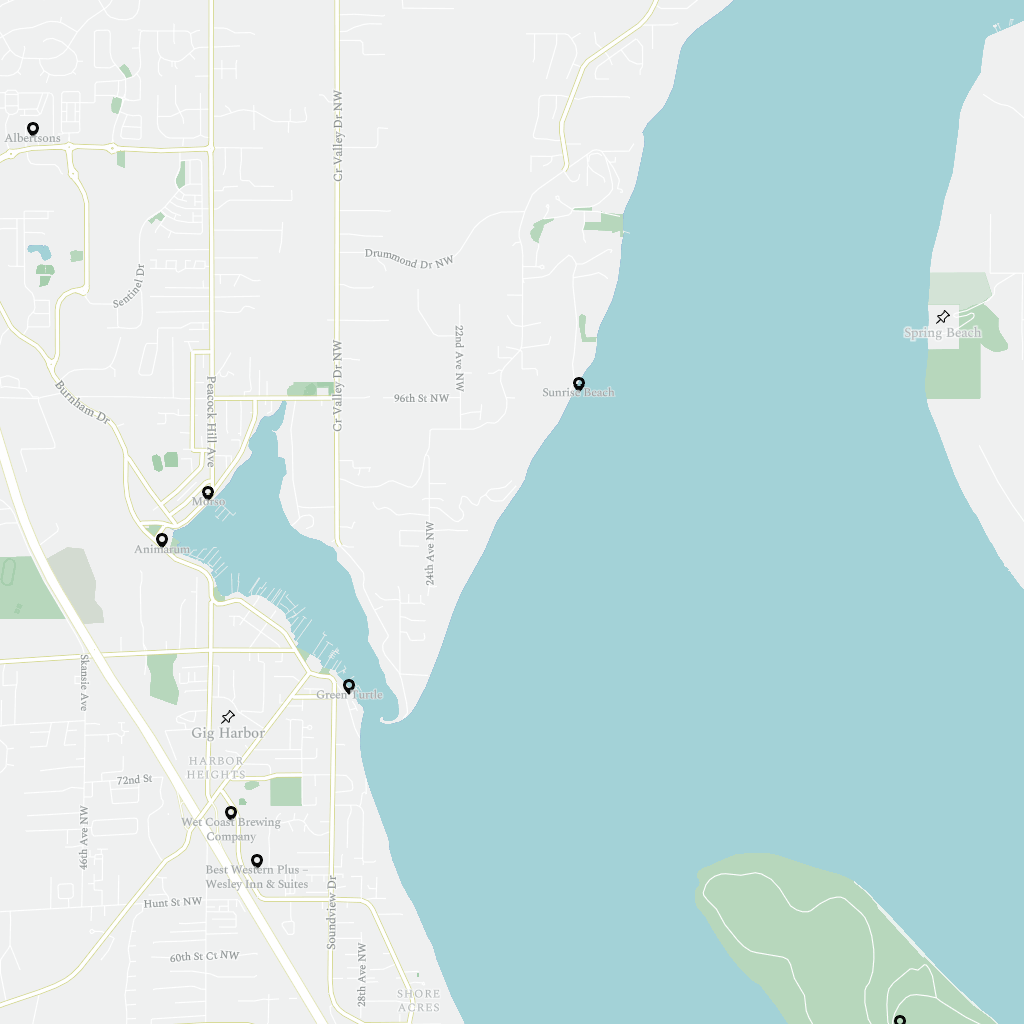 Albertsons
Cr Valley Dr NW
Drummond Dr NW
Sentinel Dr
Spring Beach
22nd Ave NW
Cr Valley Dr NW
Sunrise Beach
Burnham Dr
Peacock Hill Ave
96th St NW
Morso
Animarum
24th Ave NW
Skansie Ave
Green Turtle
Gig Harbor
HARBOR
HEIGHTS
72nd St
46th Ave NW
Wet Coast Brewing
Company
Best Western Plus –
Wesley Inn & Suites
Hunt St NW
Soundview Dr
60th St Ct NW
28th Ave NW
SHORE
ACRES